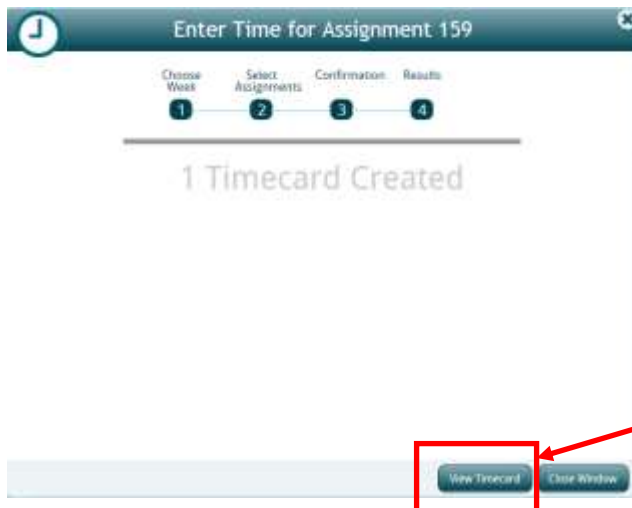 Enter Time for Assignment 159
Choose Week
Select Assignments
Confirmation
Results
1
2
3
4
1 Timecard Created
View Timecard
Close Window